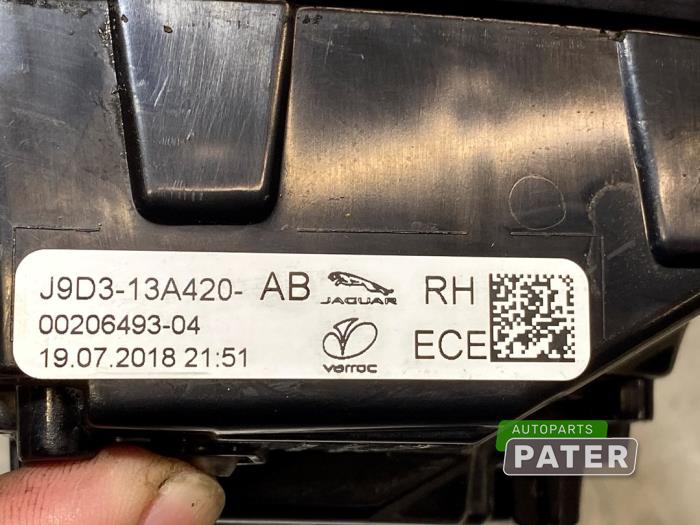 J9D3-13A420- AB JAGUAR RH
00206493-04
19.07.2018 21:51 varroc ECE
AUTOPARTS
PATER